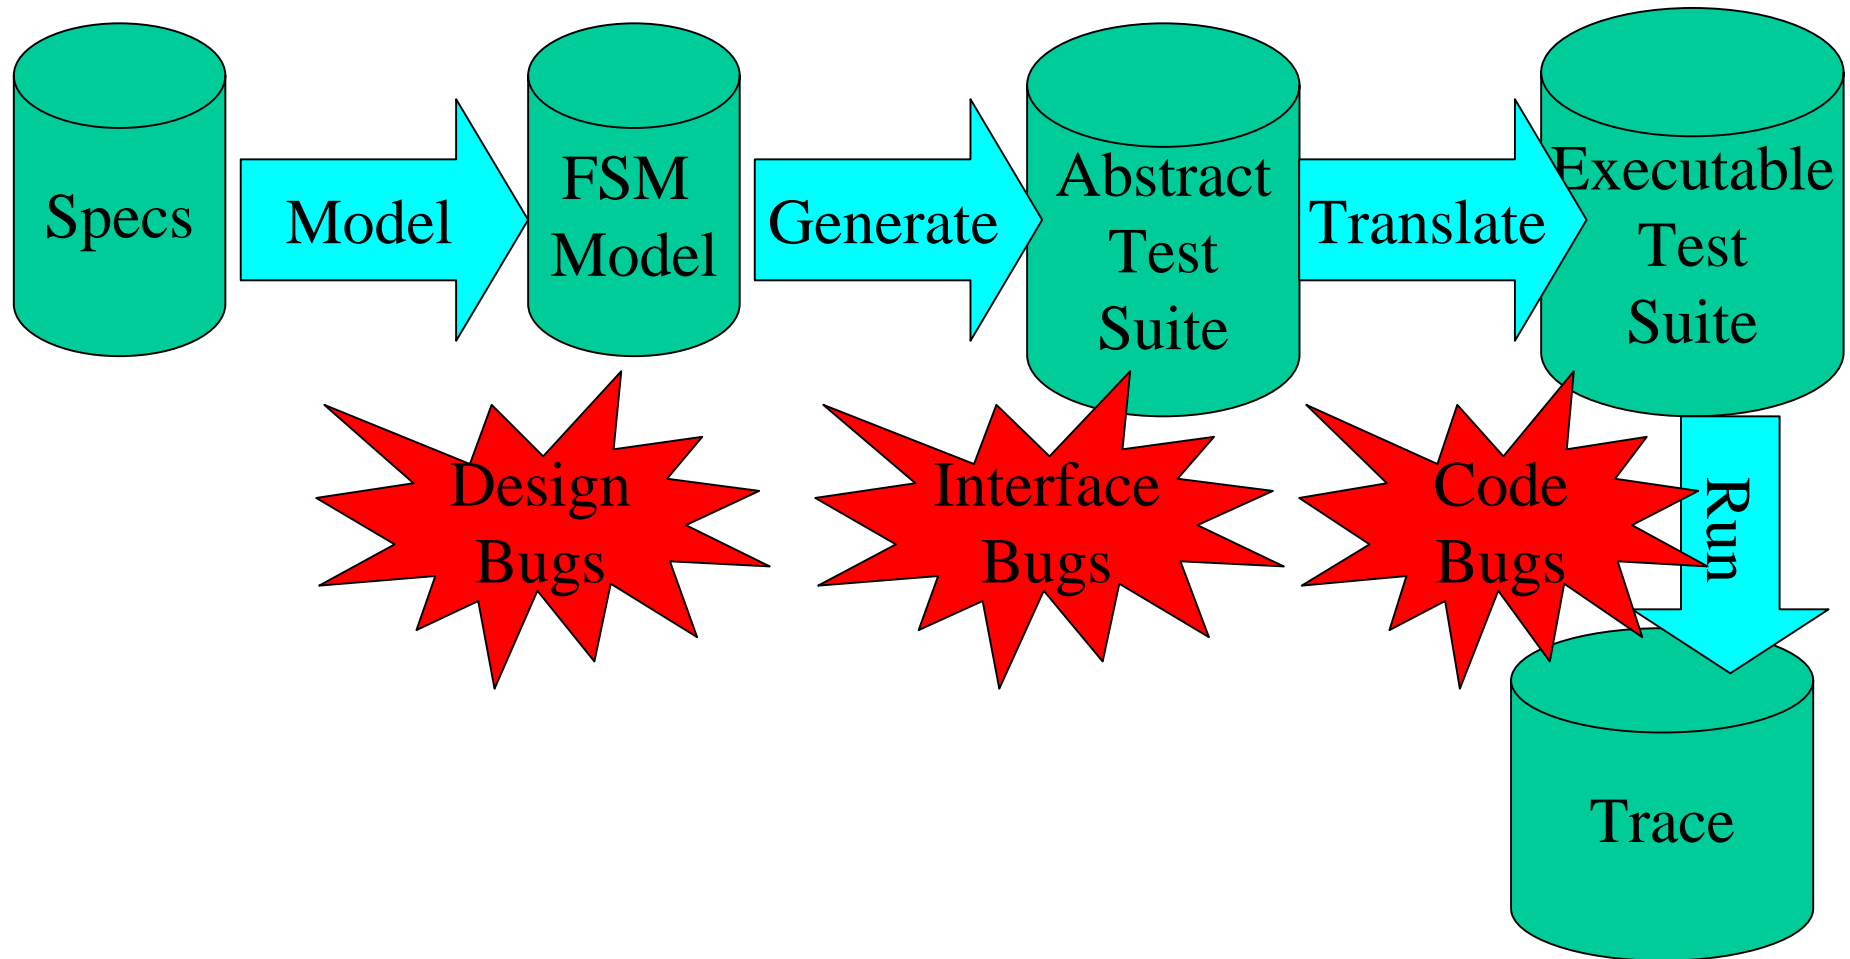 Specs
Model
FSM
Model
Generate
Abstract
Test
Suite
Translate
Executable
Test
Suite
Design
Bugs
Interface
Bugs
Code
Bugs
Run
Trace